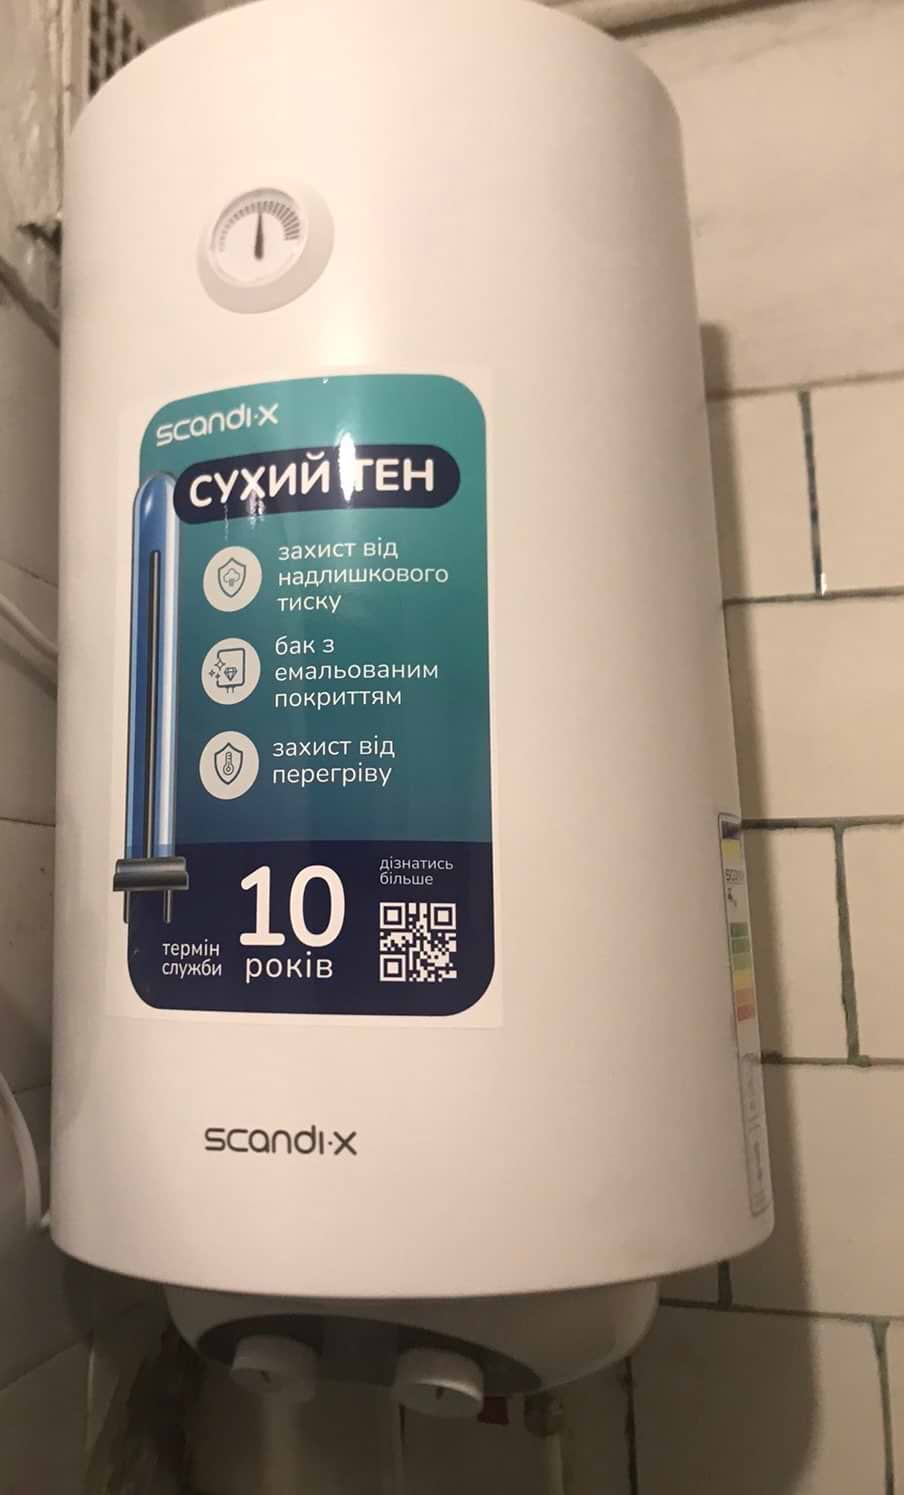 scandi·x
СУХИЙ ТЕН
захист від
надлишкового
тиску
бак з
емальованим
покриттям
захист від
перегріву
термін
служби
10
років
дізнатись
більше
scandi·x